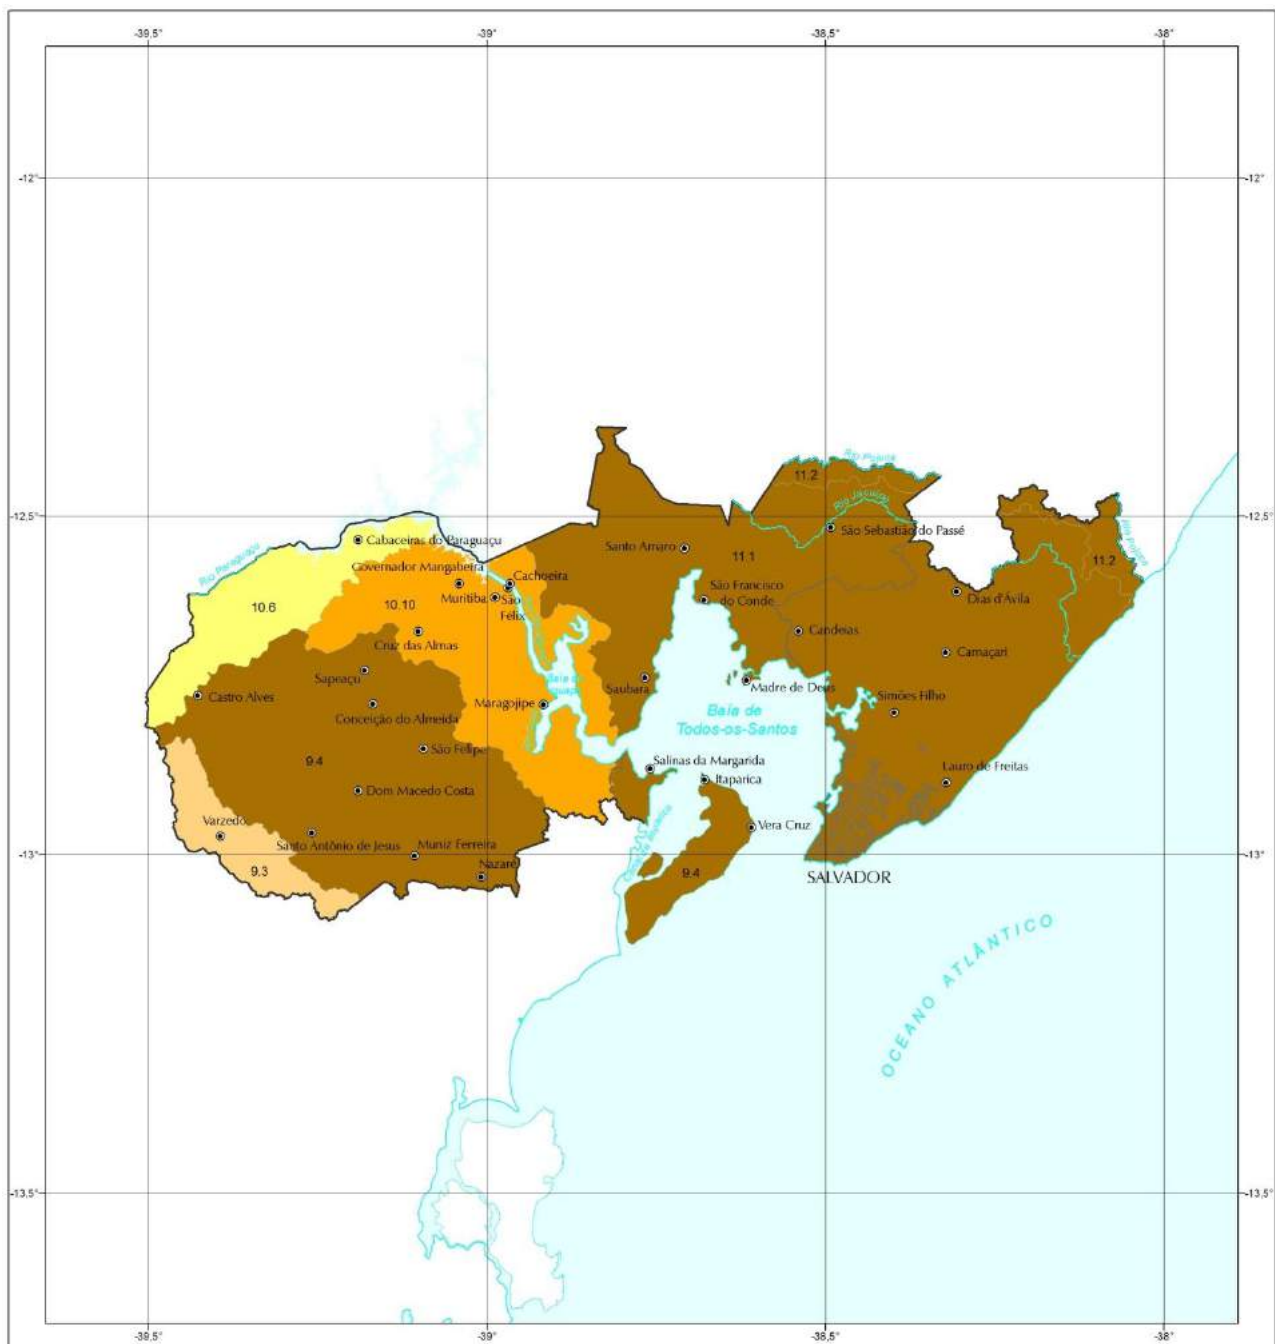 -39,5°
-39°
-38,5°
-38°
-12°
-12°
Rio Pojuca
11.2
Rio Jacuípe
-12,5°
-12,5°
São Sebastião do Passé
Rio Pojuca
Cabaceiras do Paraguaçu
Santo Amaro
11.1
11.2
Rio Paraguaçu
Governador Mangabeira
Cachoeira
São Francisco
do Conde
Dias d'Ávila
10.6
10.10
Muritiba
São
Félix
Cruz das Almas
Candeias
Camaçari
Sapeaçu
Saubara
Madre de Deus
Castro Alves
Maragojipe
Baía de
Simões Filho
Conceição do Almeida
Baía de
Todos-os-Santos
São Felipe
9.4
Salinas da Margarida
Itaparica
Lauro de Freitas
Dom Macedo Costa
Varzedo
Vera Cruz
Santo Antônio de Jesus
Muniz Ferreira
-13°
-13°
9.3
Nazaré
9.4
SALVADOR
OCEANO ATLÂNTICO
-13,5°
-13,5°
-39,5°
-39°
-38,5°
-38°